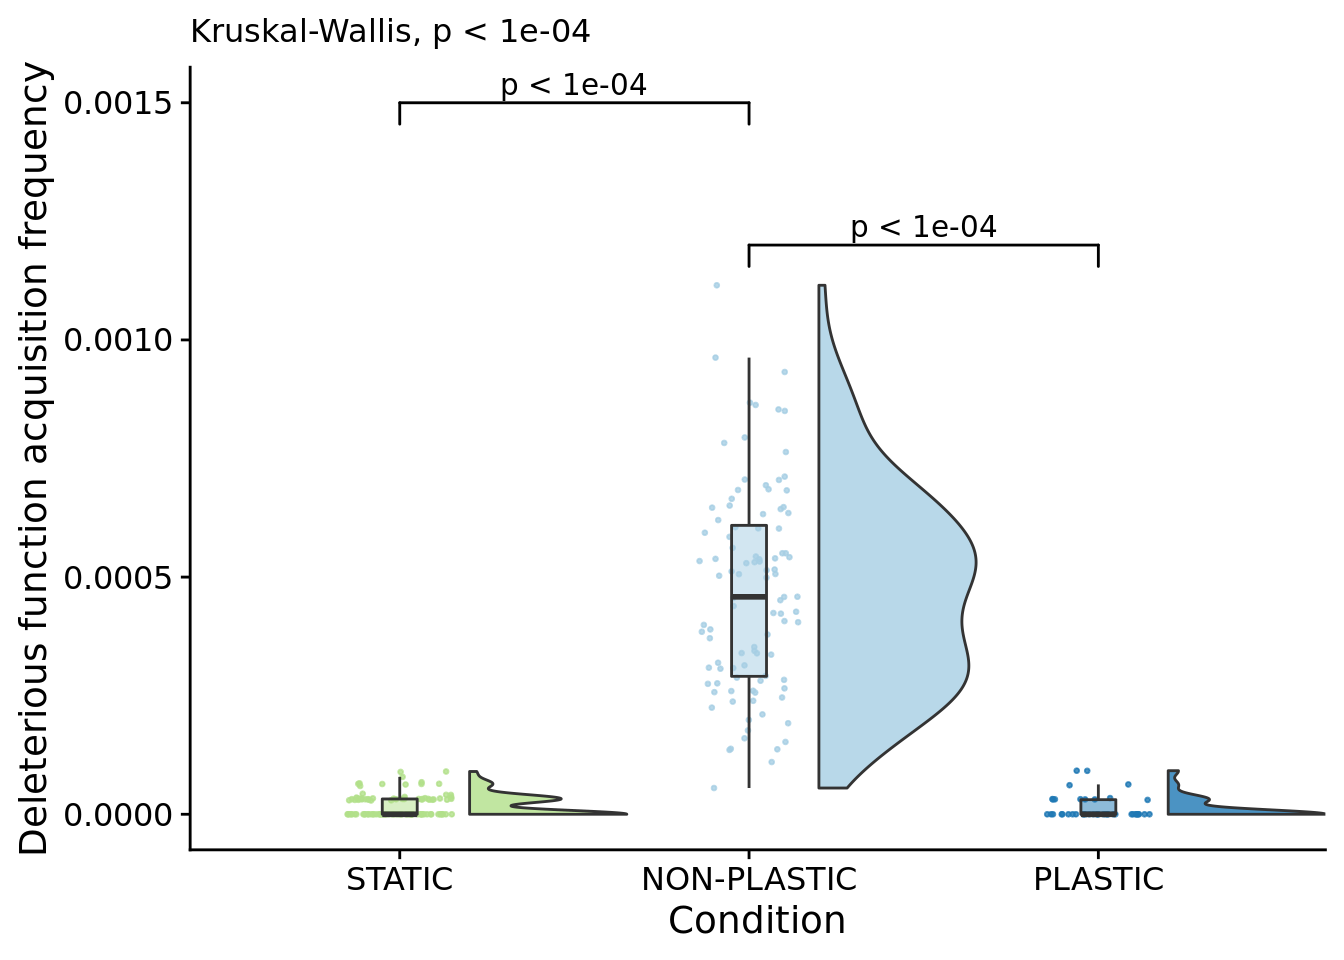 Kruskal-Wallis, p < 1e-04
Deleterious function acquisition frequency
0.0015
0.0010
0.0005
0.0000
p < 1e-04
p < 1e-04
STATIC
NON-PLASTIC
PLASTIC
Condition